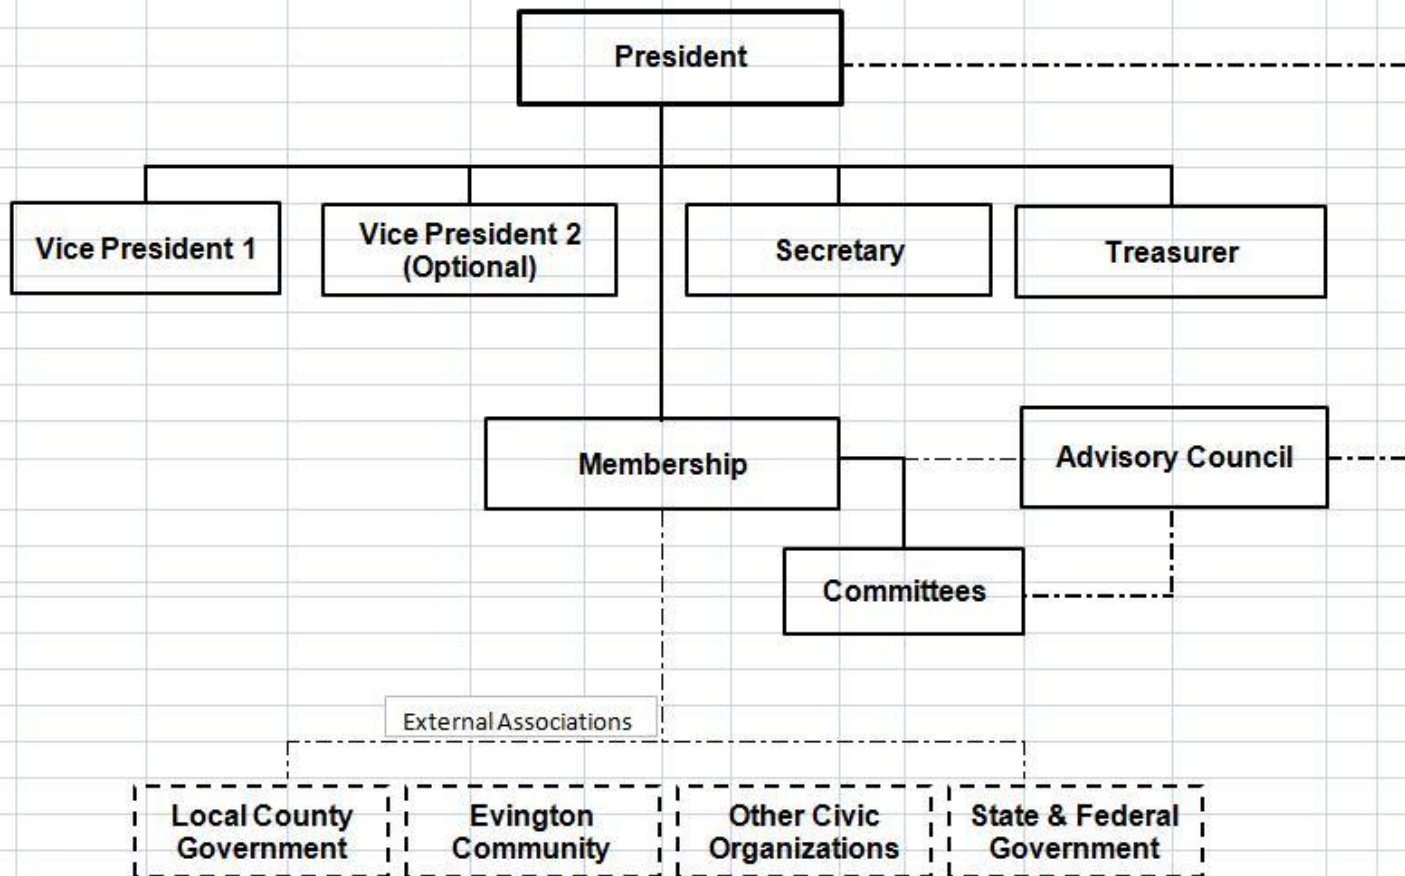 President
Vice President 1
Vice President 2
(Optional)
Secretary
Treasurer
Membership
Advisory Council
Committees
External Associations
Local County
Government
Evington
Community
Other Civic
Organizations
State & Federal
Government